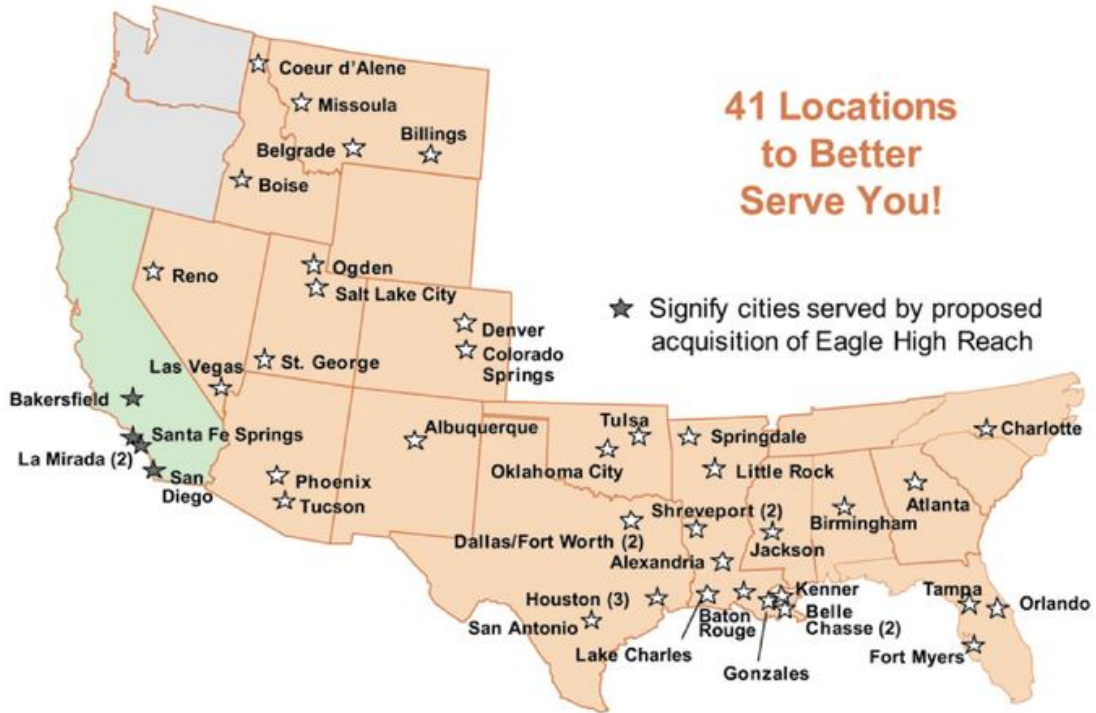 Coeur d'Alene
Missoula
Billings
Belgrade
Boise
41 Locations
to Better
Serve You!
Reno
Ogden
Salt Lake City
Signify cities served by proposed
acquisition of Eagle High Reach
Denver
Colorado
Springs
Las Vegas
St. George
Bakersfield
Santa Fe Springs
La Mirada (2)
San
Diego
Albuquerque
Phoenix
Tucson
Tulsa
Oklahoma City
Springdale
Little Rock
Charlotte
Atlanta
Birmingham
Shreveport (2)
Dallas/Fort Worth (2)
Jackson
Alexandria
Houston (3)
San Antonio
Lake Charles
Baton
Rouge
Kenner
Belle
Chasse (2)
Gonzales
Tampa
Orlando
Fort Myers